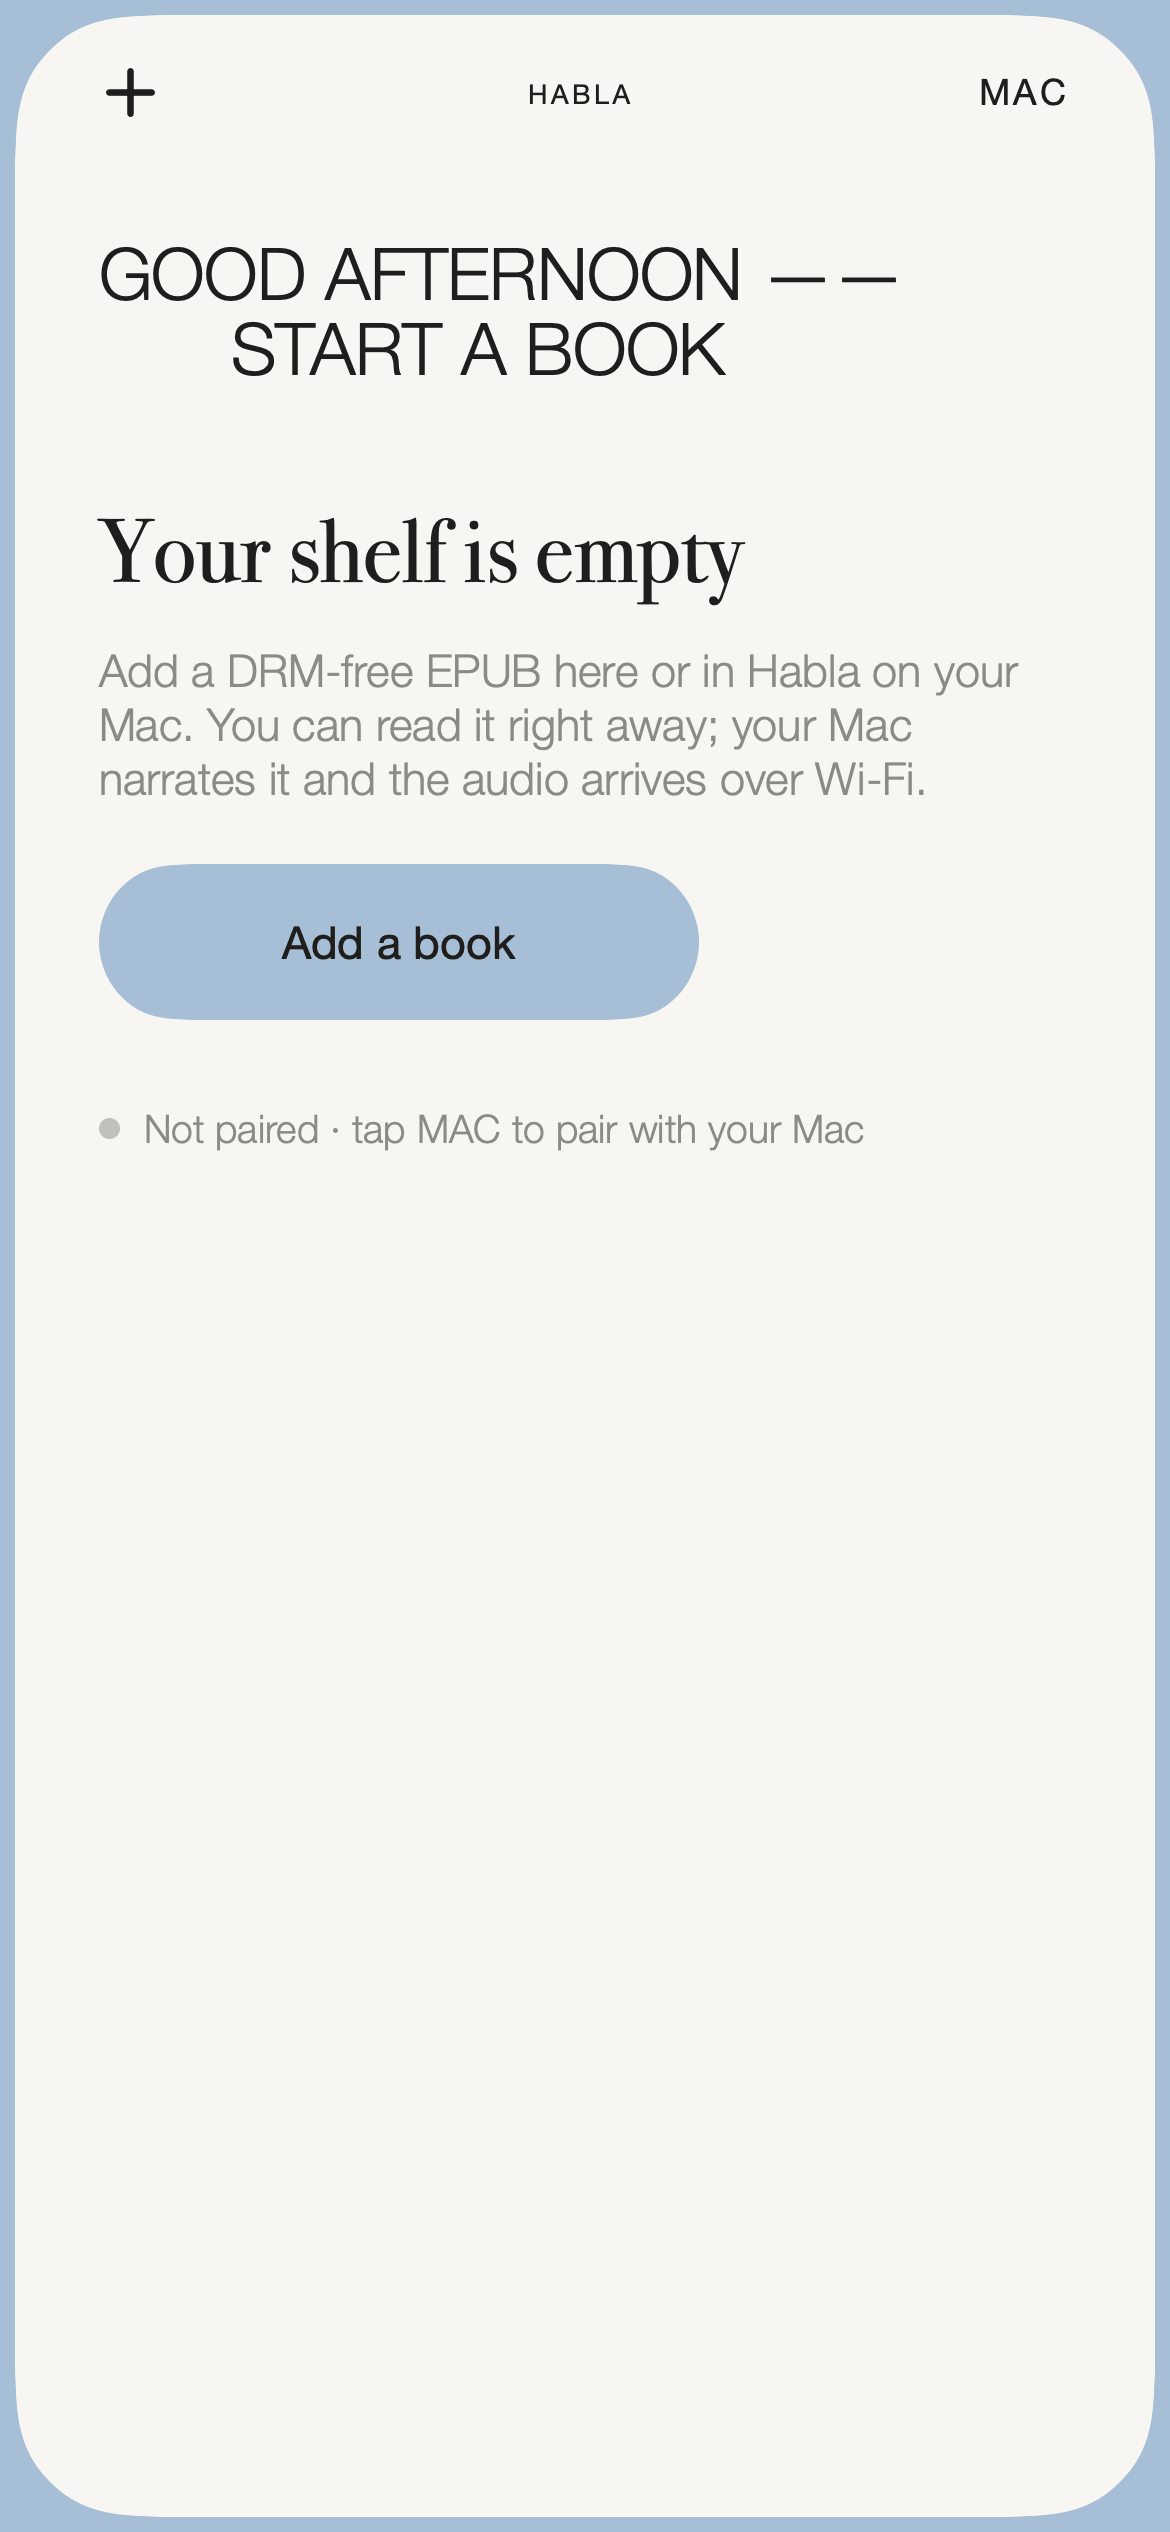 HABLA
MAC
GOOD AFTERNOON ——
START A BOOK
Your shelf is empty
Add a DRM-free EPUB here or in Habla on your
Mac. You can read it right away; your Mac
narrates it and the audio arrives over Wi-Fi.
Add a book
Not paired · tap MAC to pair with your Mac